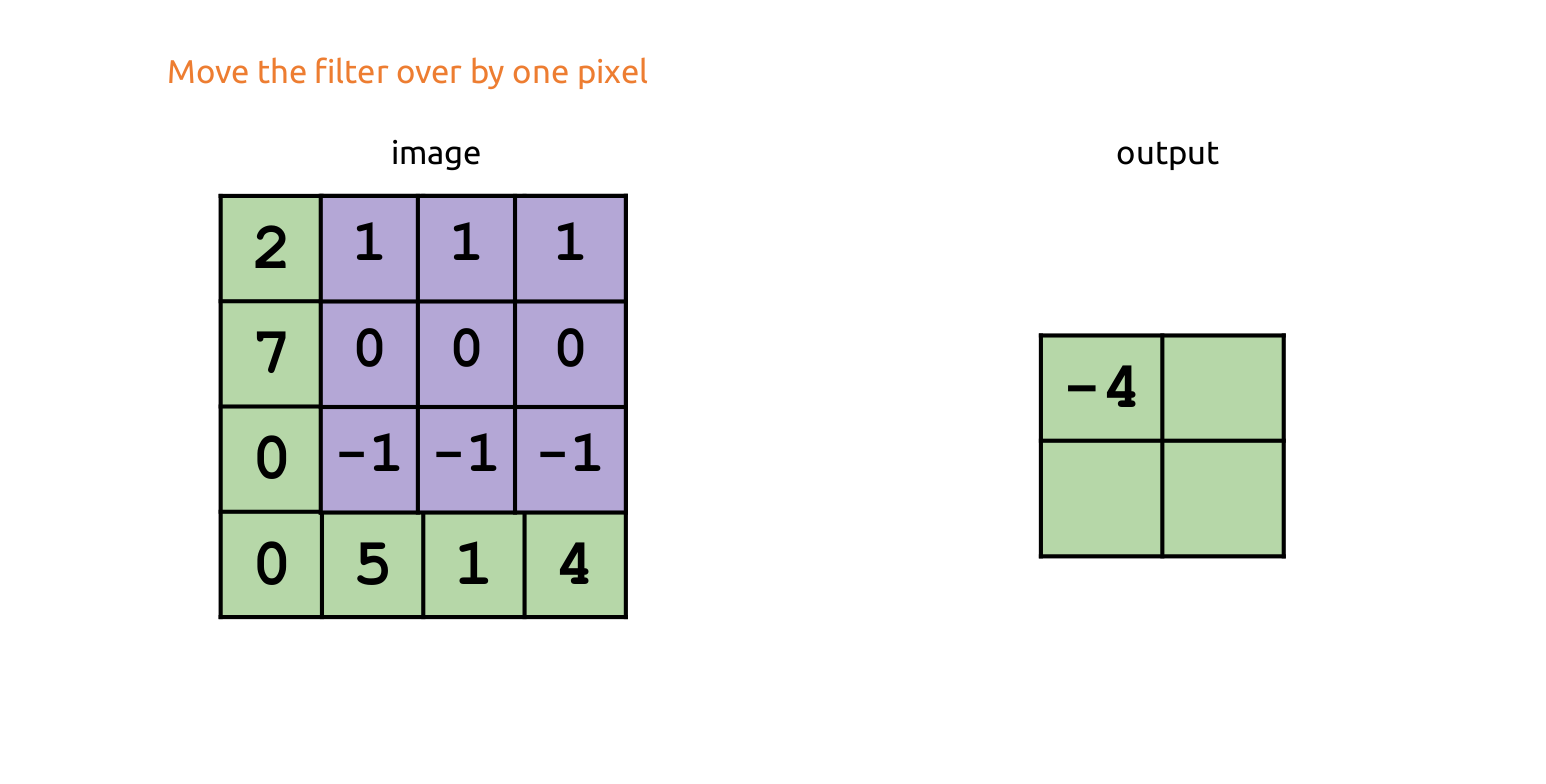 Move the filter over by one pixel
image
output
2 1 1 1
7 0 0 0
0 -1 -1 -1
0 5 1 4
-4